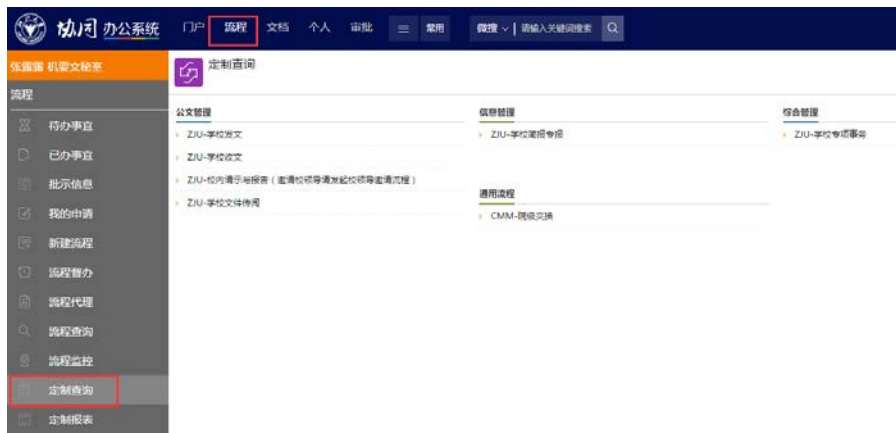 协同 办公系统 门户 流程 文档 个人 审批 常用 微搜 请输入关键词搜索
张露露 机要文秘室
流程
待办事宜
已办事宜
批示信息
我的申请
新建流程
流程督办
流程代理
流程查询
流程监控
定制查询
定制报表
定制查询
公文管理
ZJU-学校发文
ZJU-学校收文
ZJU-校内请示与报告（邀请校领导请发起校领导邀请流程）
ZJU-学校文件传阅
信息管理
ZJU-学校简报专报
通用流程
CMM-院级交换
综合管理
ZJU-学校专项事务